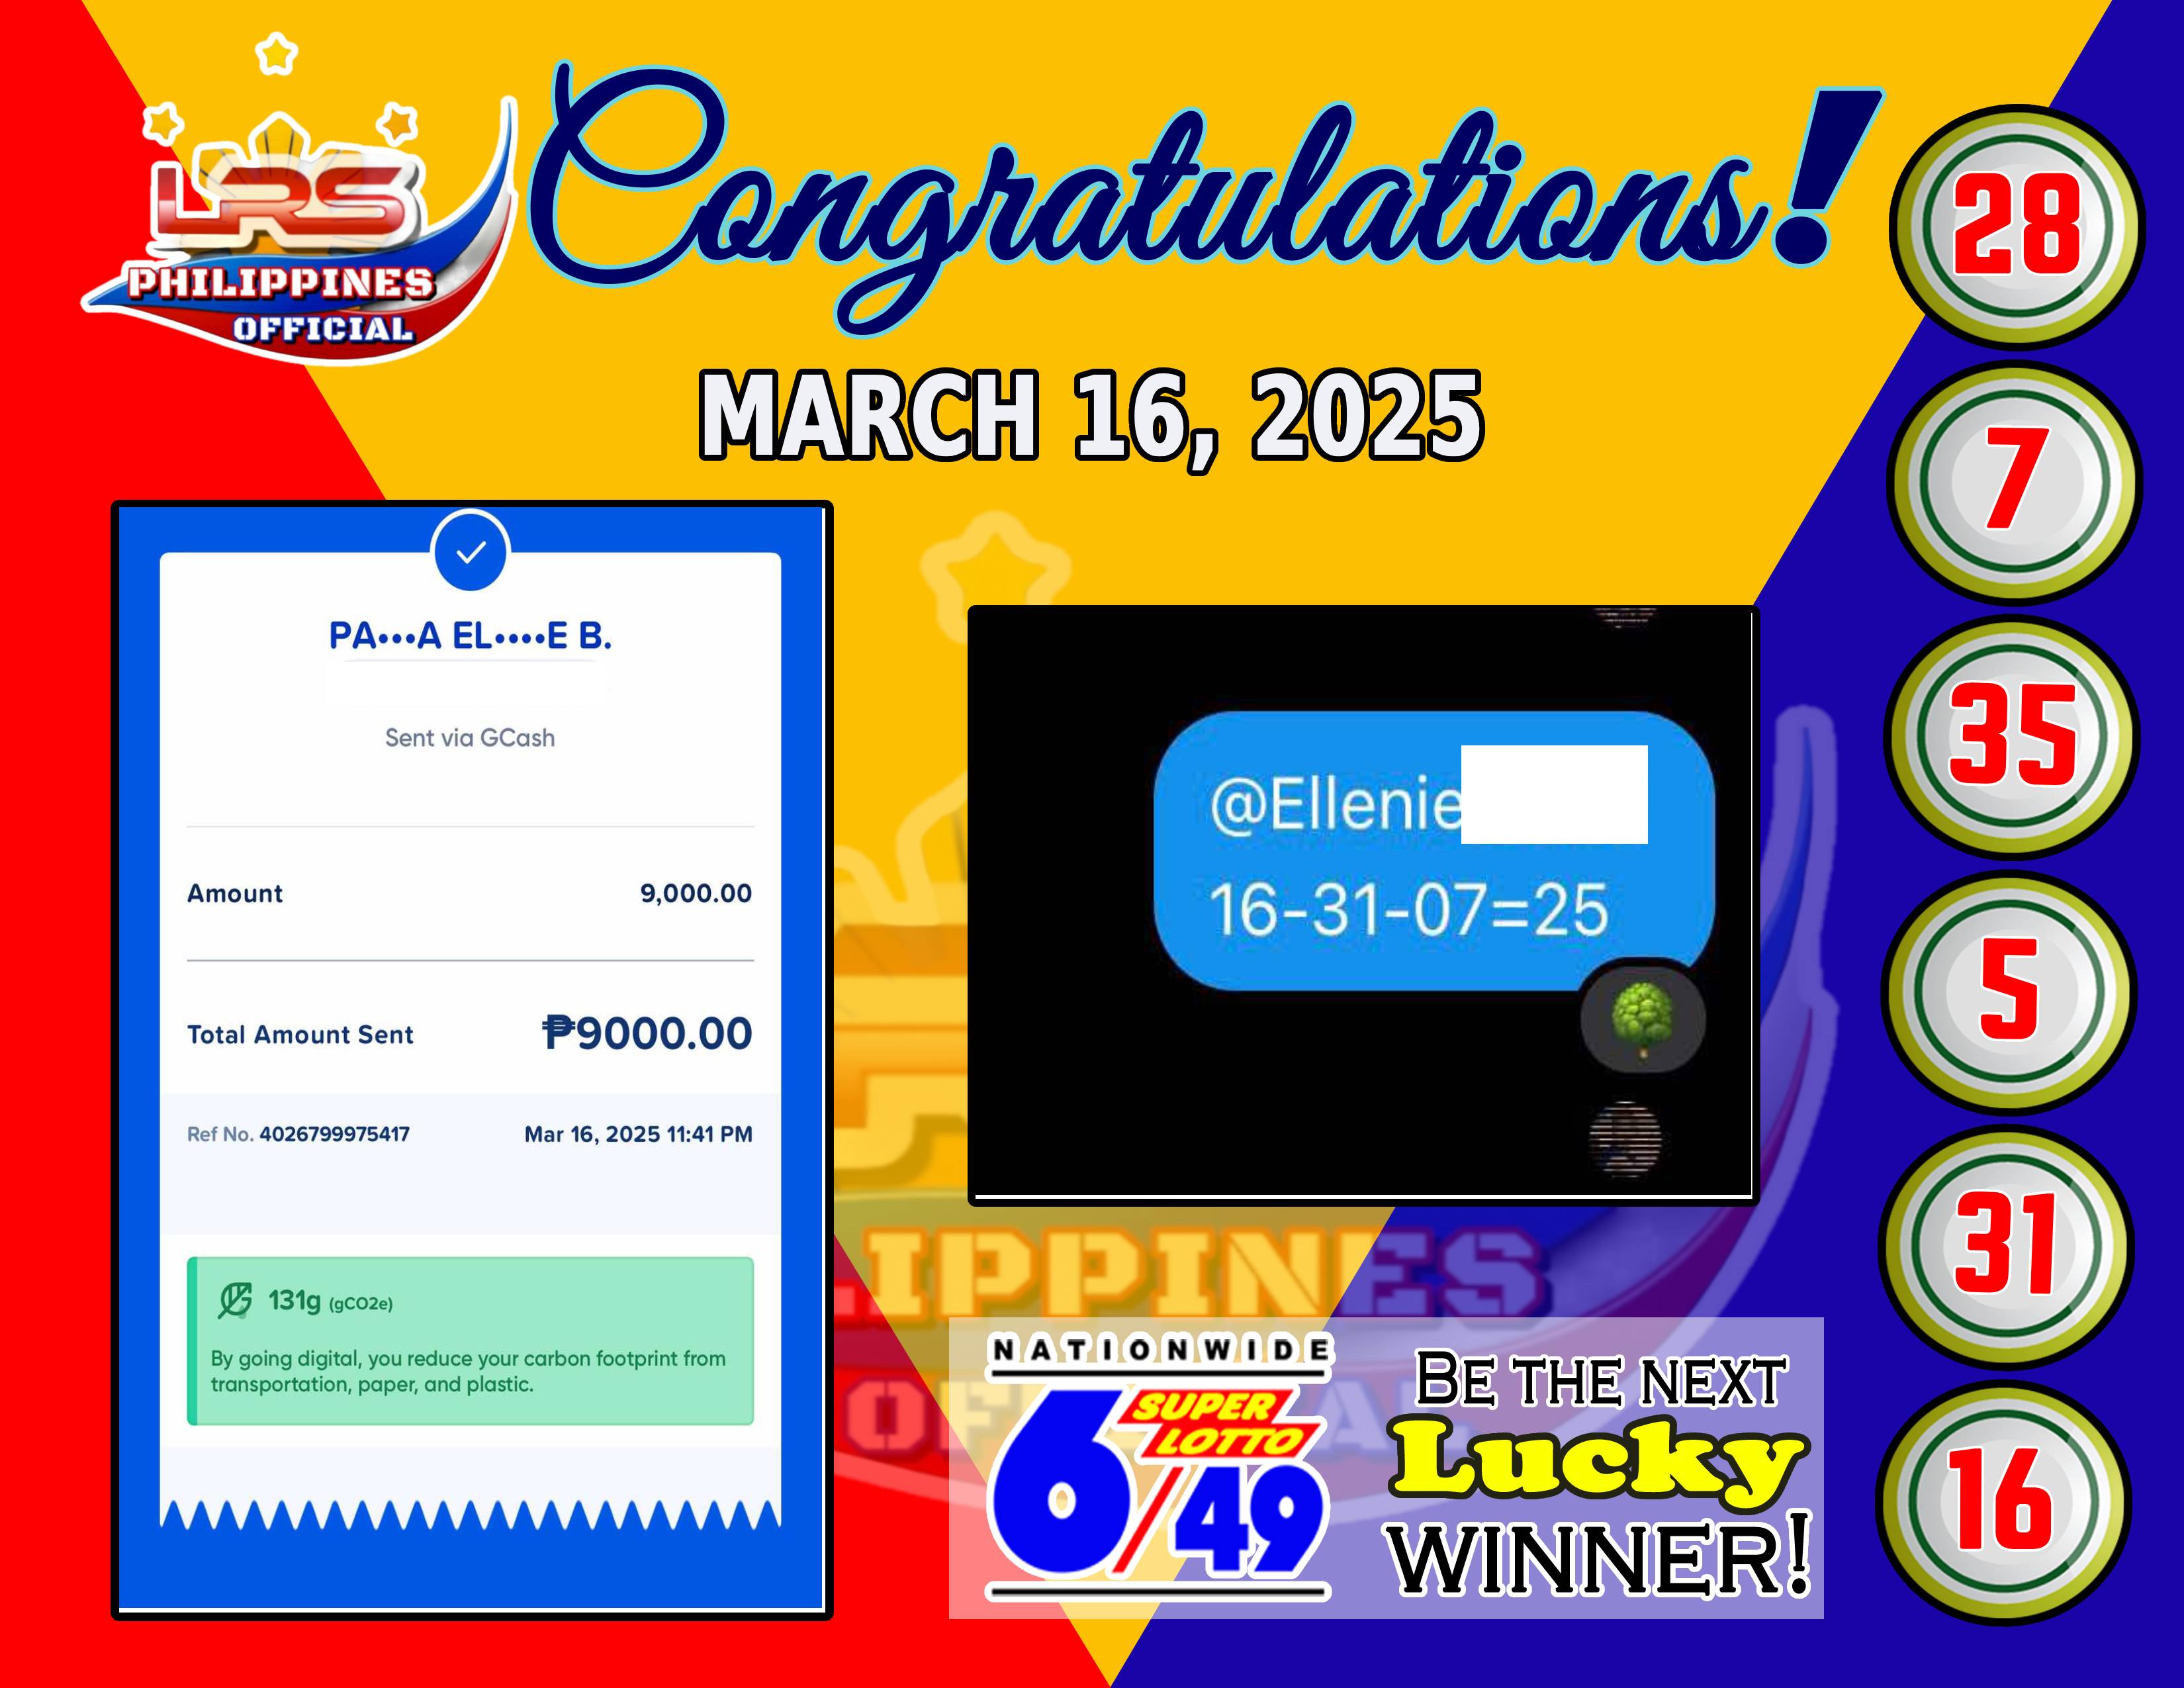 LRS
PHILIPPINES
OFFICIAL
Congratulations!
MARCH 16, 2025
PA•••A EL••••E B.
Sent via GCash
Amount 9,000.00
Total Amount Sent ₱9000.00
Ref No. 4026799975417 Mar 16, 2025 11:41 PM
131g (gCO2e)
By going digital, you reduce your carbon footprint from
transportation, paper, and plastic.
@Ellenie
16-31-07=25
IPPINES
OF AL
NATIONWIDE
SUPER
LOTTO
6/49
BE THE NEXT
Lucky
WINNER!
28
7
35
5
31
16